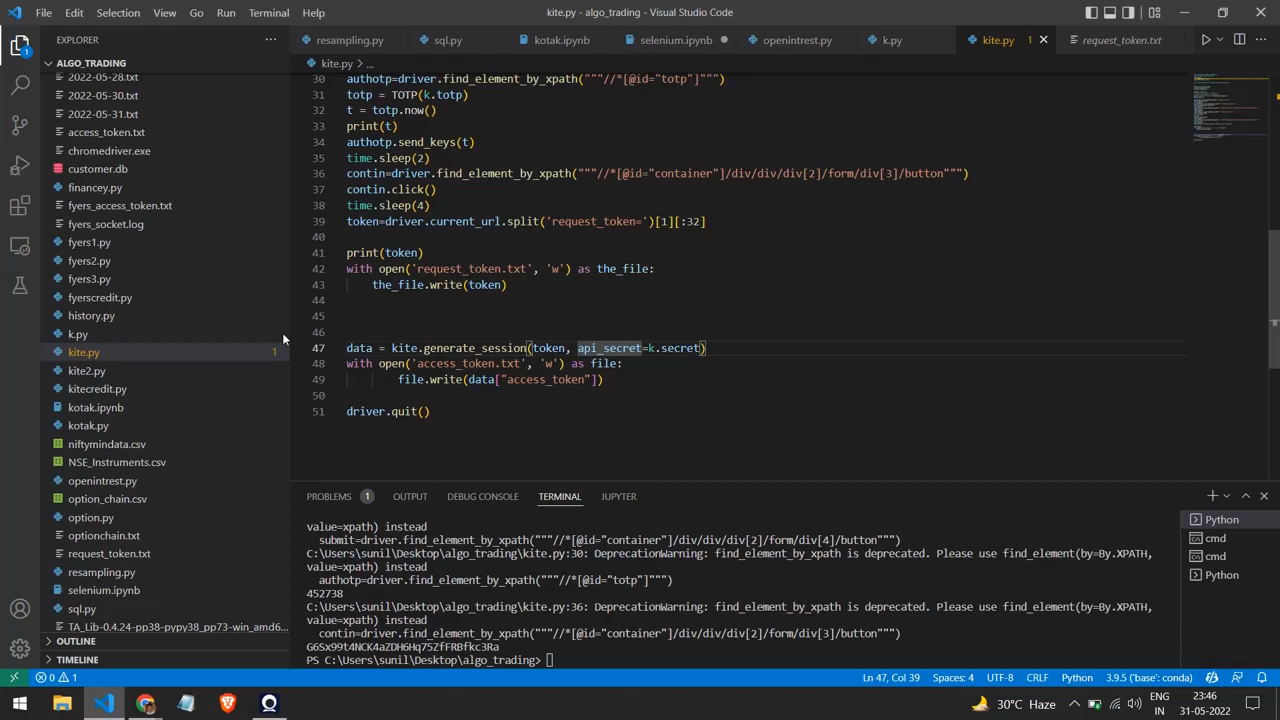 File Edit Selection View Go Run Terminal Help
kite.py - algo_trading - Visual Studio Code
EXPLORER
resampling.py sql.py kotak.ipynb selenium.ipynb openintrest.py k.py kite.py 1 request_token.txt
ALGO_TRADING
kite.py > ...
2022-05-28.txt
2022-05-30.txt
2022-05-31.txt
access_token.txt
chromedriver.exe
customer.db
financey.py
fyers_access_token.txt
fyers_socket.log
fyers1.py
fyers2.py
fyers3.py
fyerscredit.py
history.py
k.py
kite.py 1
kite2.py
kitecredit.py
kotak.ipynb
kotak.py
niftymindata.csv
NSE_Instruments.csv
openintrest.py
option_chain.csv
option.py
optionchain.txt
request_token.txt
resampling.py
selenium.ipynb
sql.py
TA_Lib-0.4.24-pp38-pypy38_pp73-win_amd6...
OUTLINE
TIMELINE
30 authotp=driver.find_element_by_xpath("""//*[@id="totp"]""")
31 totp = TOTP(k.totp)
32 t = totp.now()
33 print(t)
34 authotp.send_keys(t)
35 time.sleep(2)
36 contin=driver.find_element_by_xpath("""//*[@id="container"]/div/div/div[2]/form/div[3]/button""")
37 contin.click()
38 time.sleep(4)
39 token=driver.current_url.split('request_token=')[1][:32]
40
41 print(token)
42 with open('request_token.txt', 'w') as the_file:
43 the_file.write(token)
44
45
46
47 data = kite.generate_session(token, api_secret=k.secret)
48 with open('access_token.txt', 'w') as file:
49 file.write(data["access_token"])
50
51 driver.quit()
PROBLEMS 1 OUTPUT DEBUG CONSOLE TERMINAL JUPYTER
value=xpath) instead
submit=driver.find_element_by_xpath("""//*[@id="container"]/div/div/div[2]/form/div[4]/button""")
C:\Users\sunil\Desktop\algo_trading\kite.py:30: DeprecationWarning: find_element_by_xpath is deprecated. Please use find_element(by=By.XPATH,
value=xpath) instead
authotp=driver.find_element_by_xpath("""//*[@id="totp"]""")
452738
C:\Users\sunil\Desktop\algo_trading\kite.py:36: DeprecationWarning: find_element_by_xpath is deprecated. Please use find_element(by=By.XPATH,
value=xpath) instead
contin=driver.find_element_by_xpath("""//*[@id="container"]/div/div/div[2]/form/div[3]/button""")
G6Sx99t4NCK4aZDH6Hq75ZfFRBfkc3Ra
PS C:\Users\sunil\Desktop\algo_trading>
Python
cmd
cmd
Python
0 1 Ln 47, Col 39 Spaces: 4 UTF-8 CRLF Python 3.9.5 ('base': conda)
30°C Haze ENG IN 23:46 31-05-2022